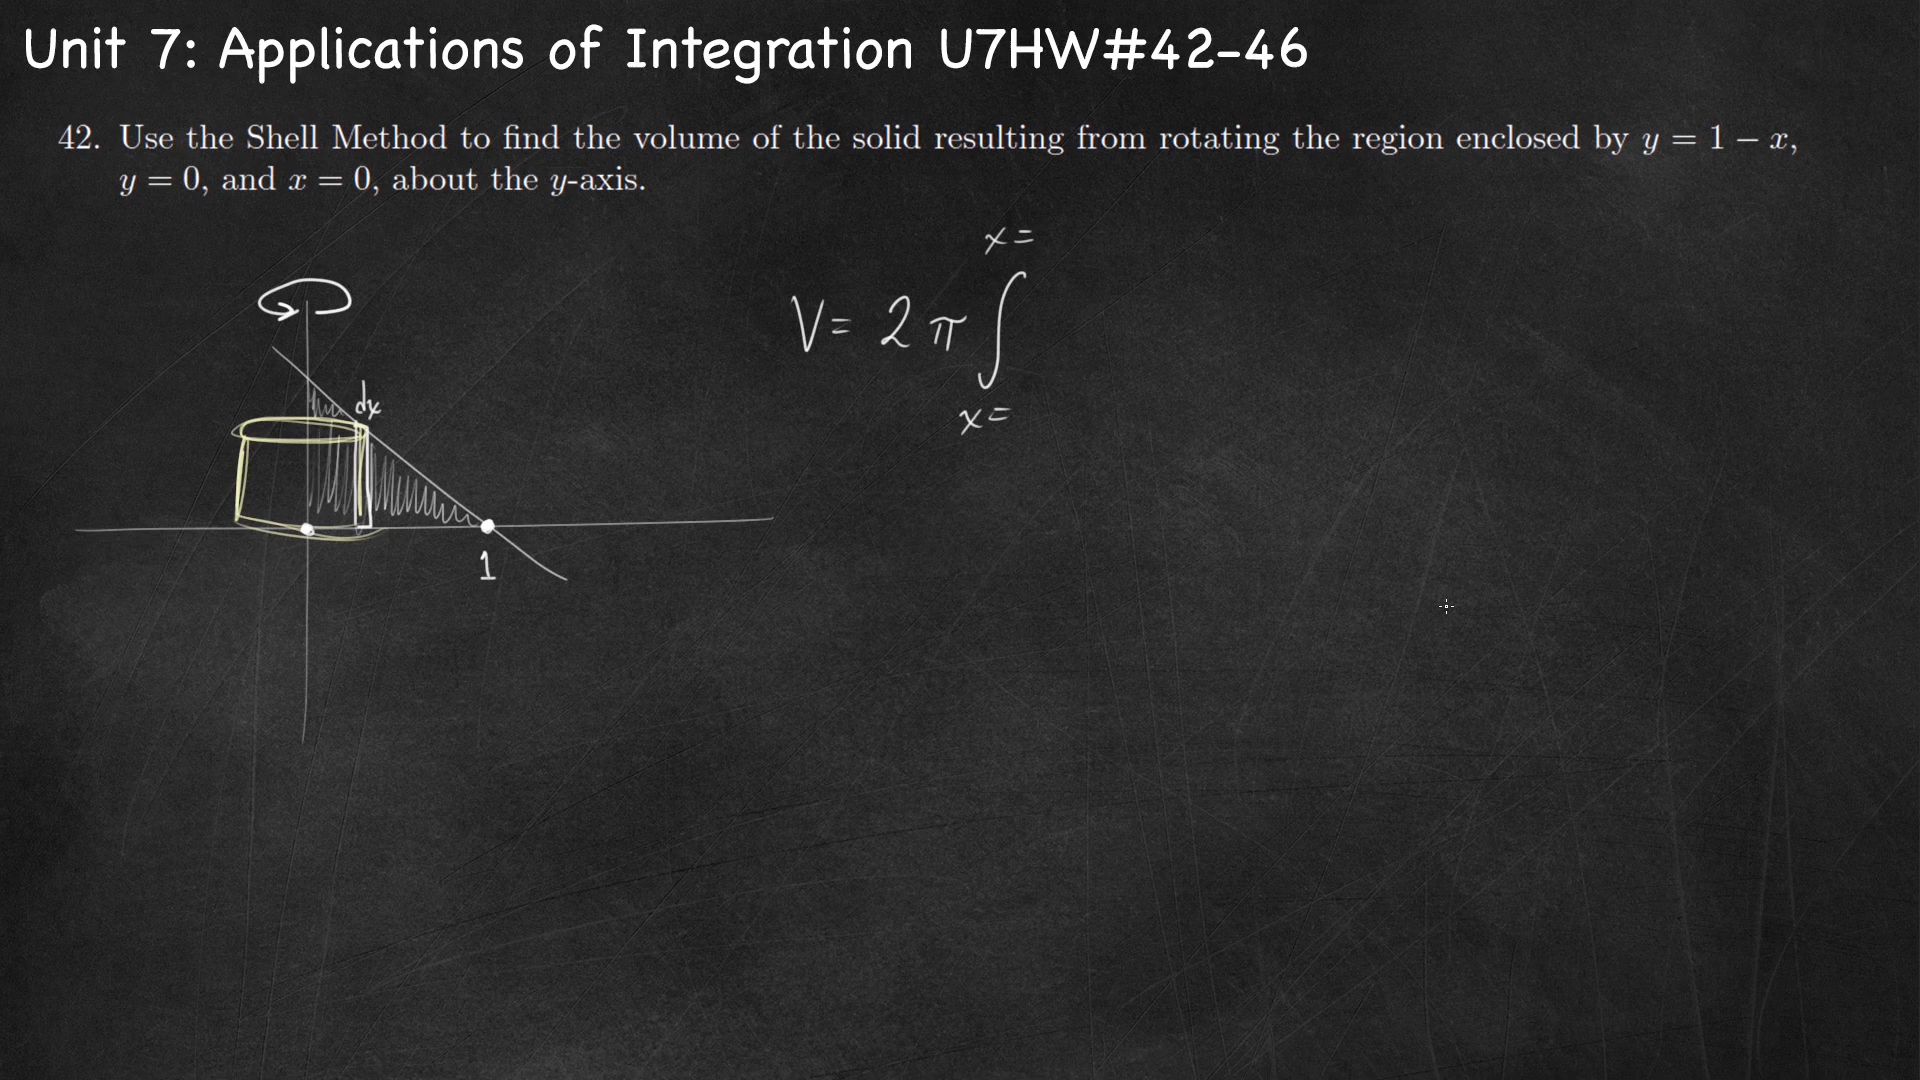 Unit 7: Applications of Integration U7HW#42-46
42. Use the Shell Method to find the volume of the solid resulting from rotating the region enclosed by y = 1 − x,
y = 0, and x = 0, about the y-axis.
x=
V= 2π∫
x=
dx
1